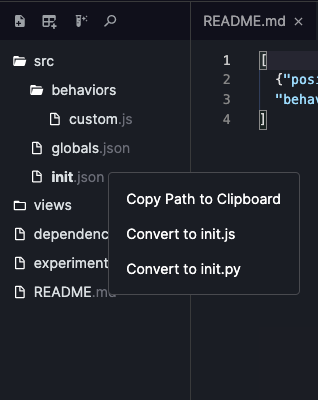 README.md ×
src
behaviors
custom.js
globals.json
init.json
views
dependenc
experiment
README.md
1 [
2 {"posi
3 "behav
4 ]
Copy Path to Clipboard
Convert to init.js
Convert to init.py